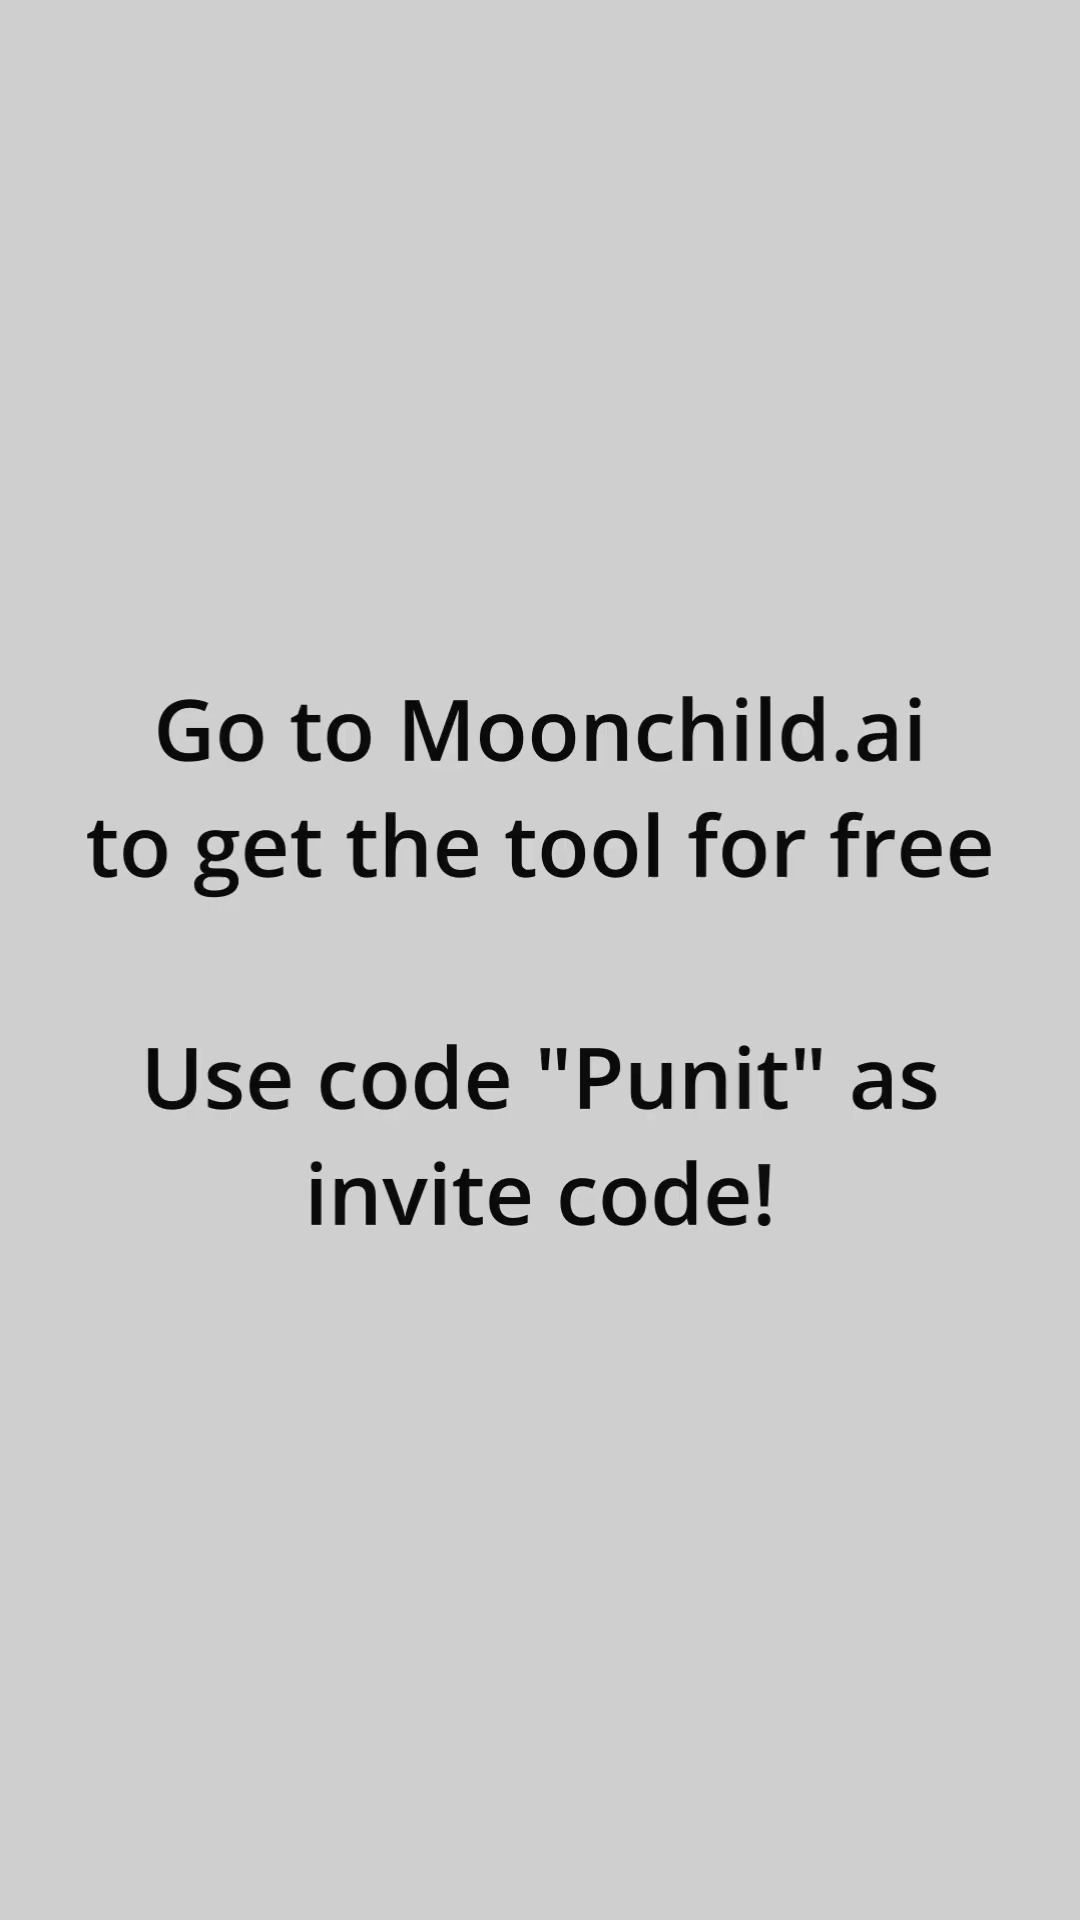 Go to Moonchild.ai
to get the tool for free
Use code "Punit" as
invite code!